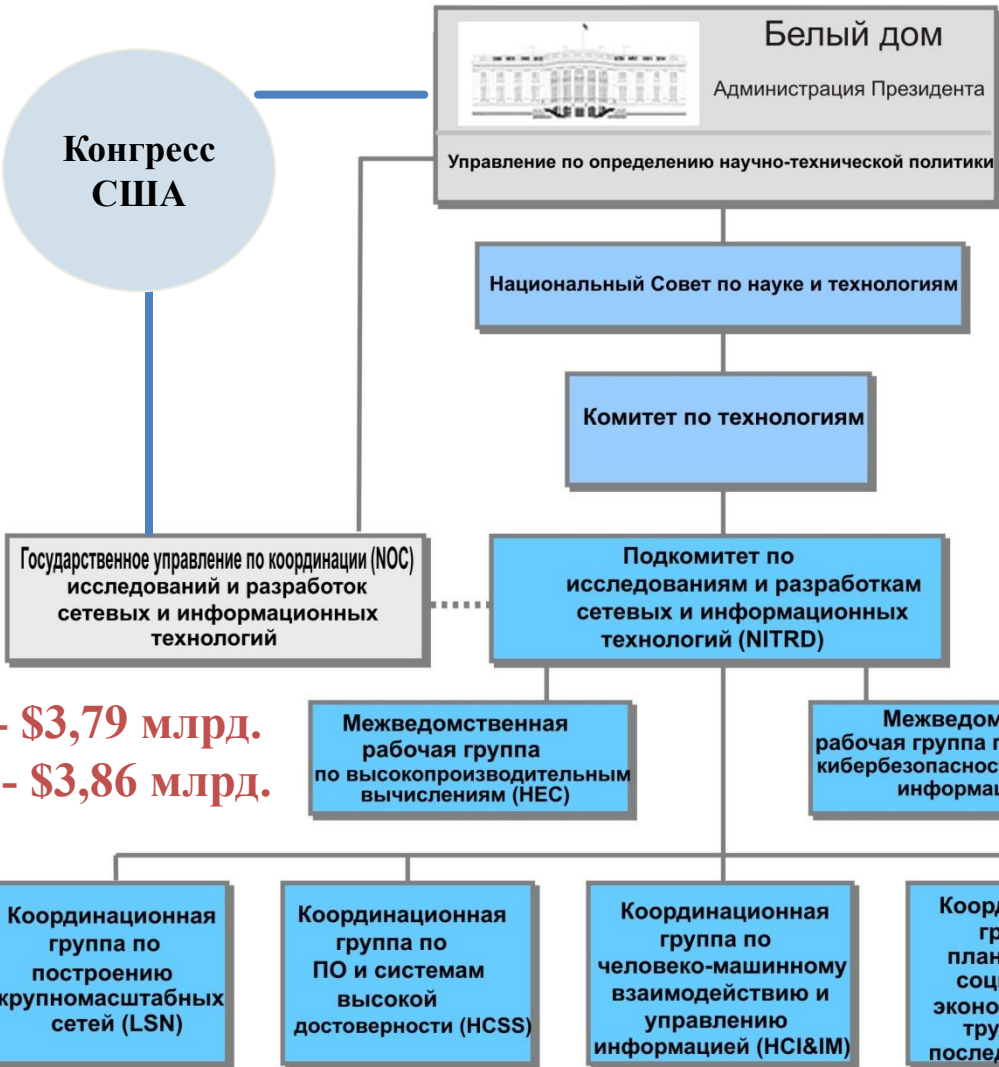 Белый дом
Администрация Президента
Управление по определению научно-технической политики
Конгресс
США
Национальный Совет по науке и технологиям
Комитет по технологиям
Государственное управление по координации (NOC)
исследований и разработок
сетевых и информационных
технологий
Подкомитет по
исследованиям и разработкам
сетевых и информационных
технологий (NITRD)
- $3,79 млрд.
- $3,86 млрд.
Межведомственная
рабочая группа
по высокопроизводительным
вычислениям (HEC)
рабочая группа
Координационная
группа по
построению
крупномасштабных
сетей (LSN)
Координационная
группа по
ПО и системам
высокой
достоверности (HCSS)
Координационная
группа по
человеко-машинному
взаимодействию и
управлению
информацией (HCI&IM)